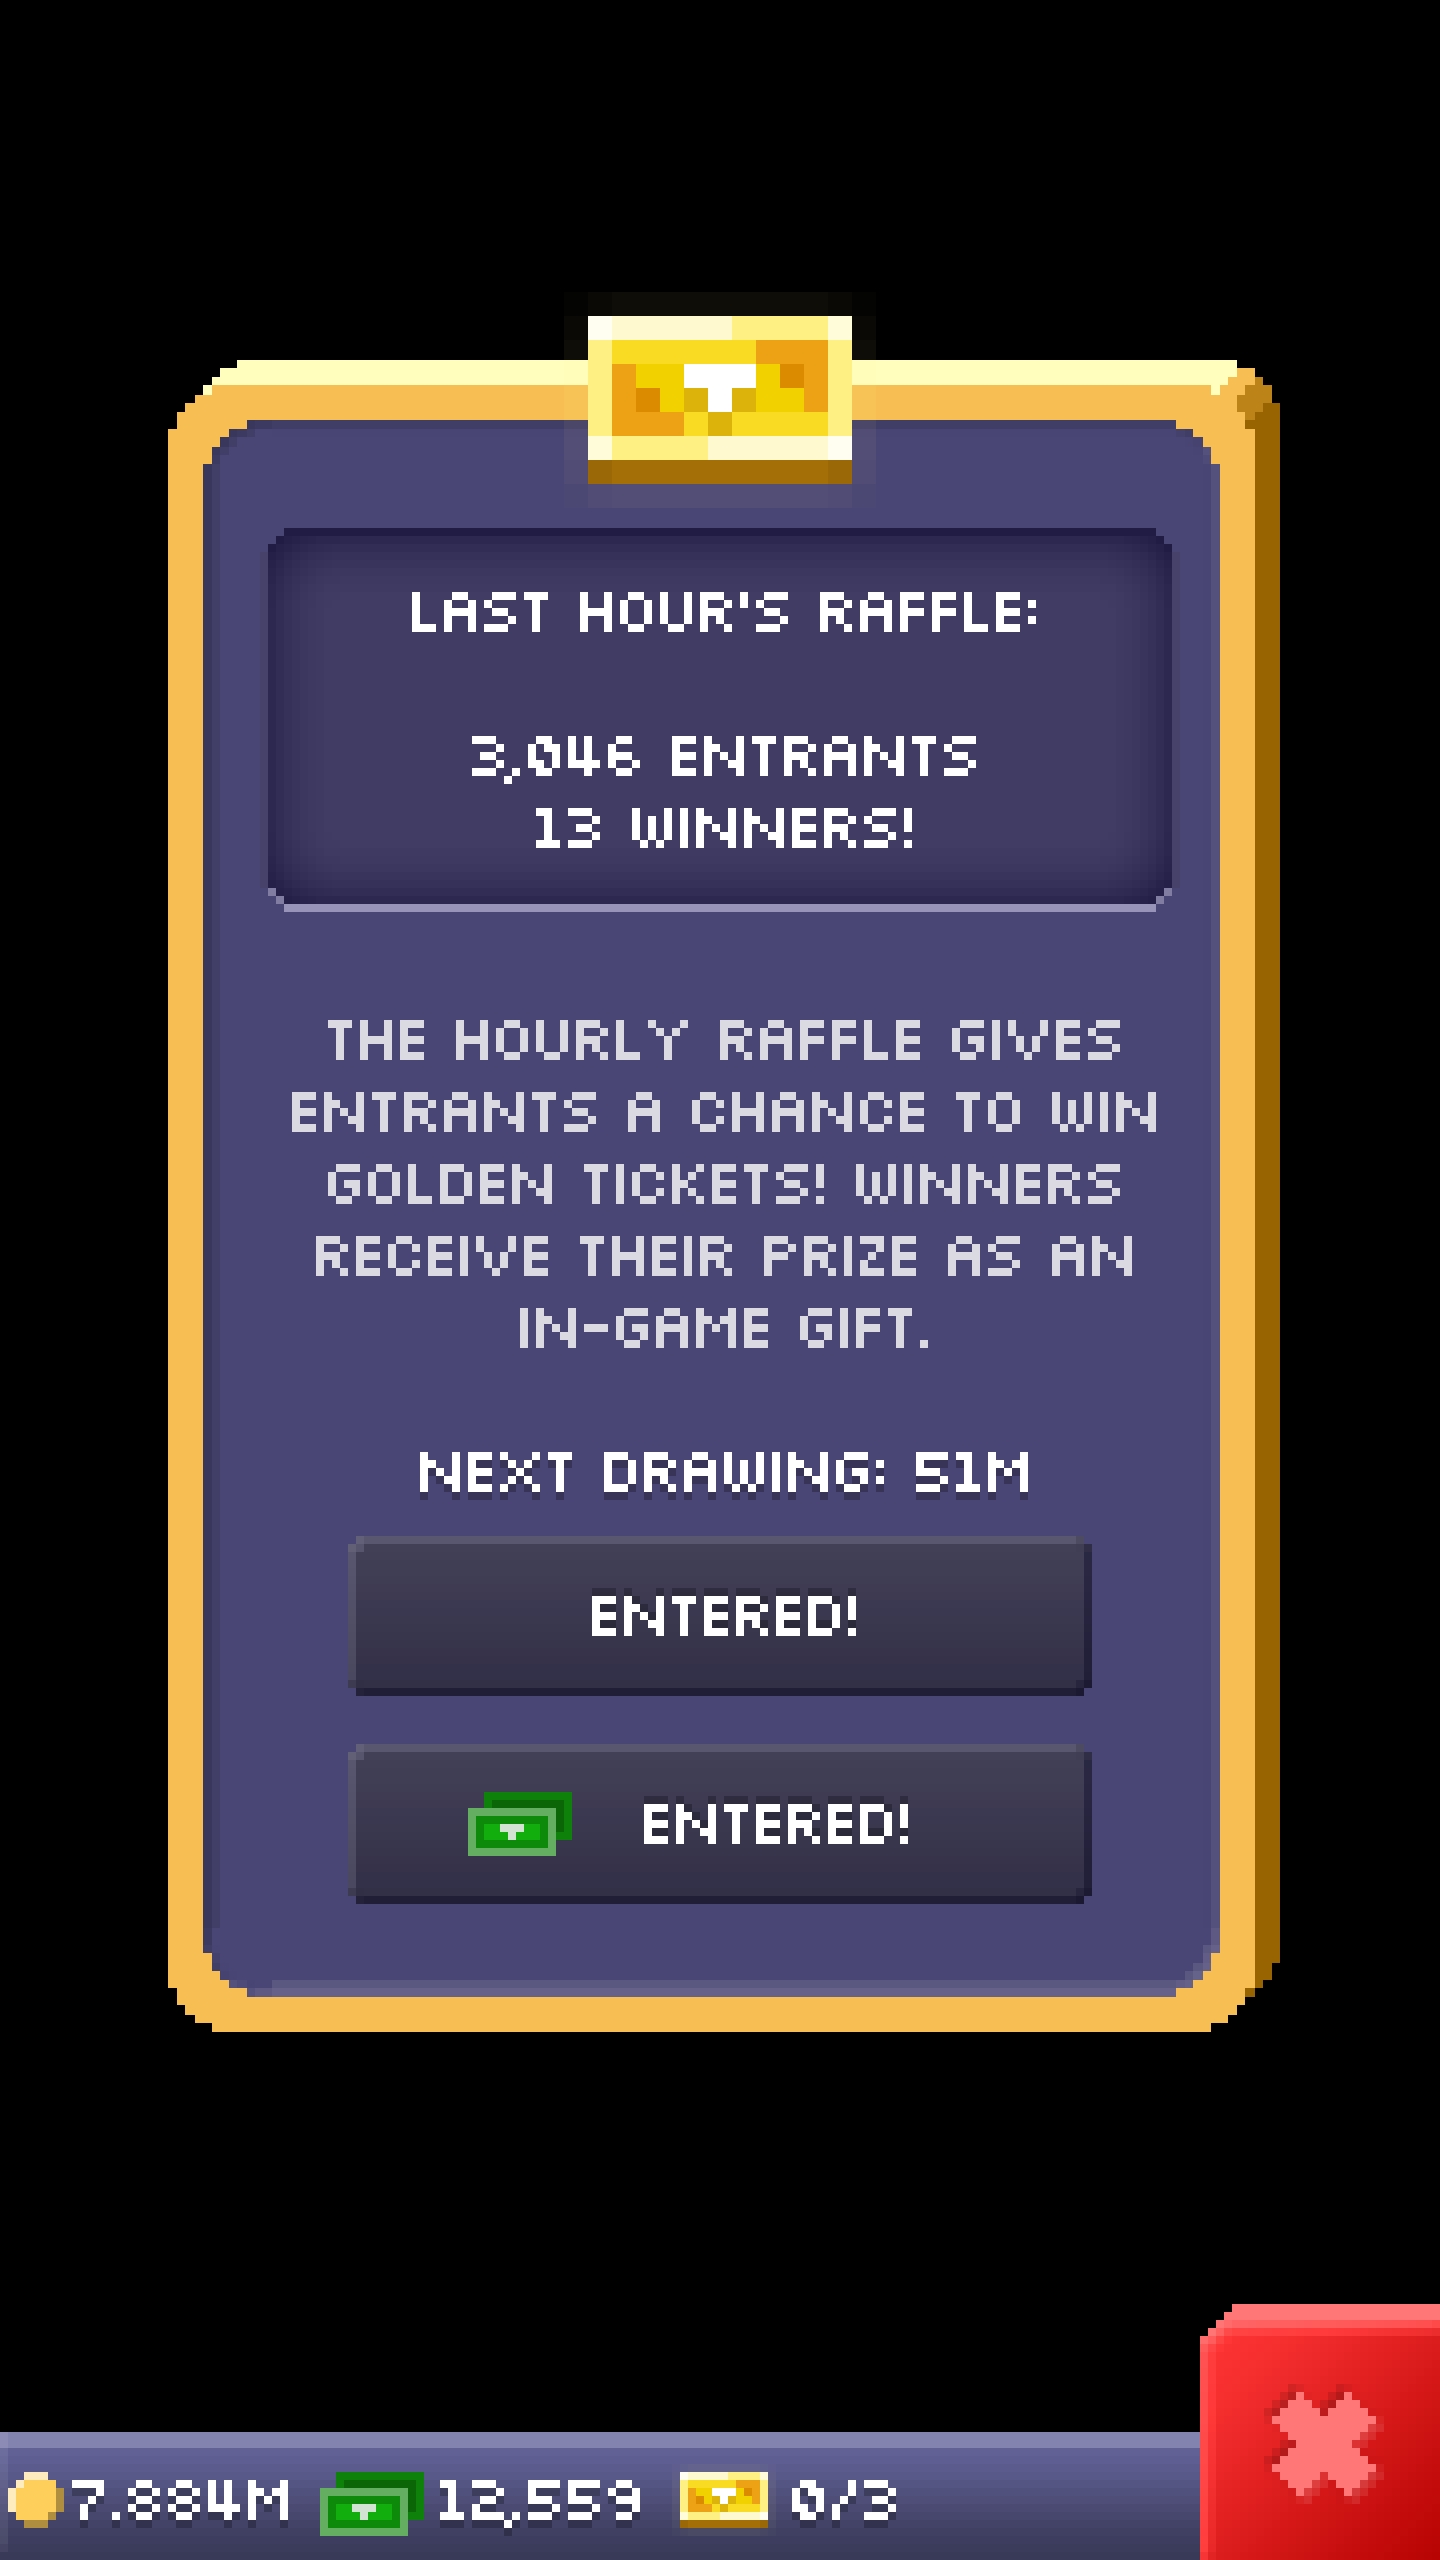 LAST HOUR'S RAFFLE:
3,046 ENTRANTS
13 WINNERS!
THE HOURLY RAFFLE GIVES
ENTRANTS A CHANCE TO WIN
GOLDEN TICKETS! WINNERS
RECEIVE THEIR PRIZE AS AN
IN-GAME GIFT.
NEXT DRAWING: 51M
ENTERED!
ENTERED!
7.884M 12,559 0/3